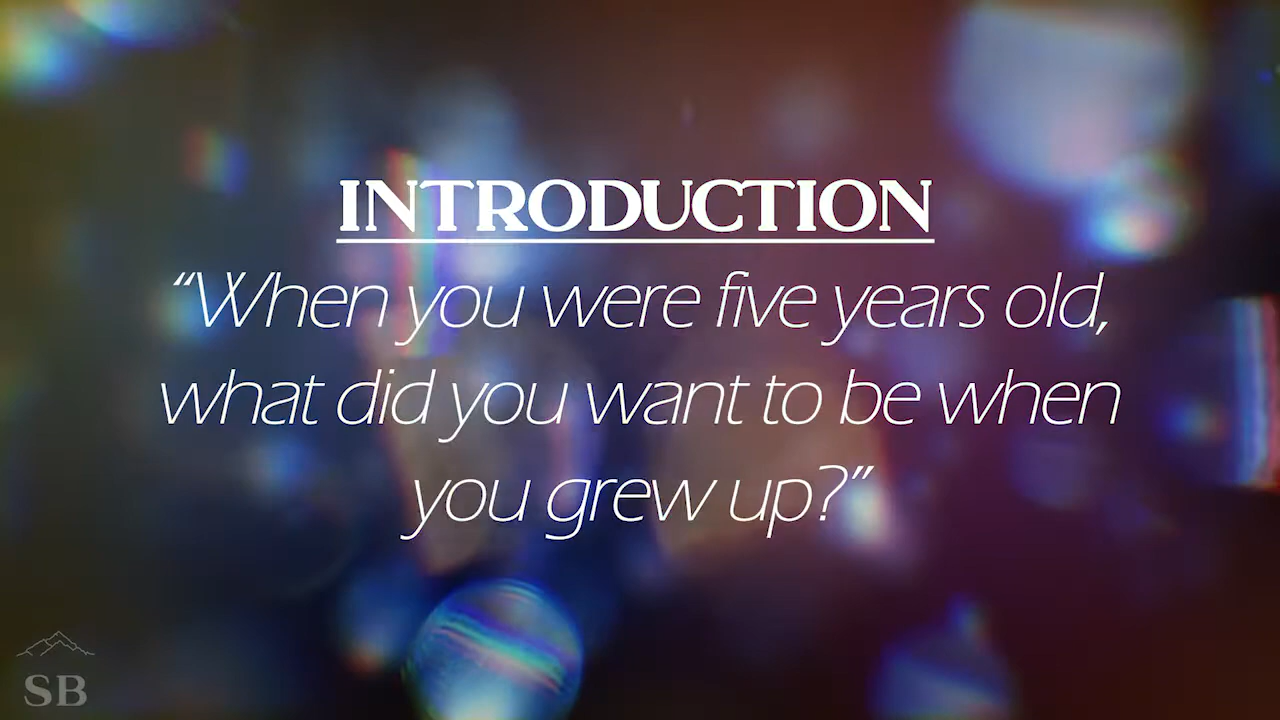 INTRODUCTION
“When you were five years old,
what did you want to be when
you grew up?”
SB